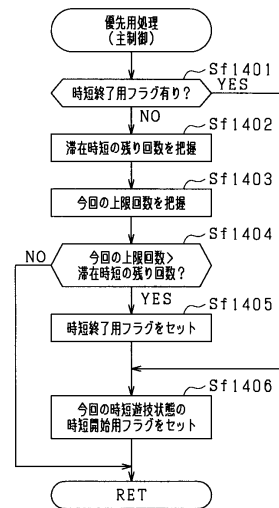 優先用処理
(主制御)
Sf1401
時短終了用フラグ有り?
YES
NO
Sf1402
滞在時短の残り回数を把握
Sf1403
今回の上限回数を把握
Sf1404
NO
今回の上限回数>
滞在時短の残り回数?
YES
Sf1405
時短終了用フラグをセット
Sf1406
今回の時短遊技状態の
時短開始用フラグをセット
RET